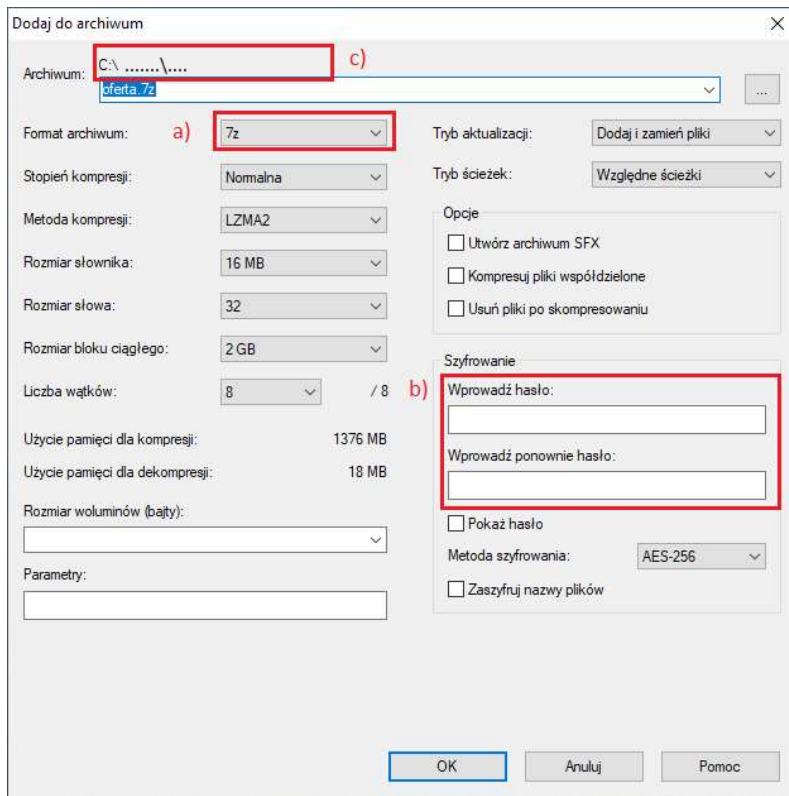 Dodaj do archiwum
Archiwum: C:\ .......\.... c)
oferta.7z ...
Format archiwum: a) 7z
Stopień kompresji: Normalna
Metoda kompresji: LZMA2
Rozmiar słownika: 16 MB
Rozmiar słowa: 32
Rozmiar bloku ciągłego: 2 GB
Liczba wątków: 8 / 8
Użycie pamięci dla kompresji: 1376 MB
Użycie pamięci dla dekompresji: 18 MB
Rozmiar woluminów (bajty):
Parametry:
Tryb aktualizacji: Dodaj i zamień pliki
Tryb ścieżek: Względne ścieżki
Opcje
Utwórz archiwum SFX
Kompresuj pliki współdzielone
Usuń pliki po skompresowaniu
Szyfrowanie
b) Wprowadź hasło:
Wprowadź ponownie hasło:
Pokaż hasło
Metoda szyfrowania: AES-256
Zaszyfruj nazwy plików
OK Anuluj Pomoc